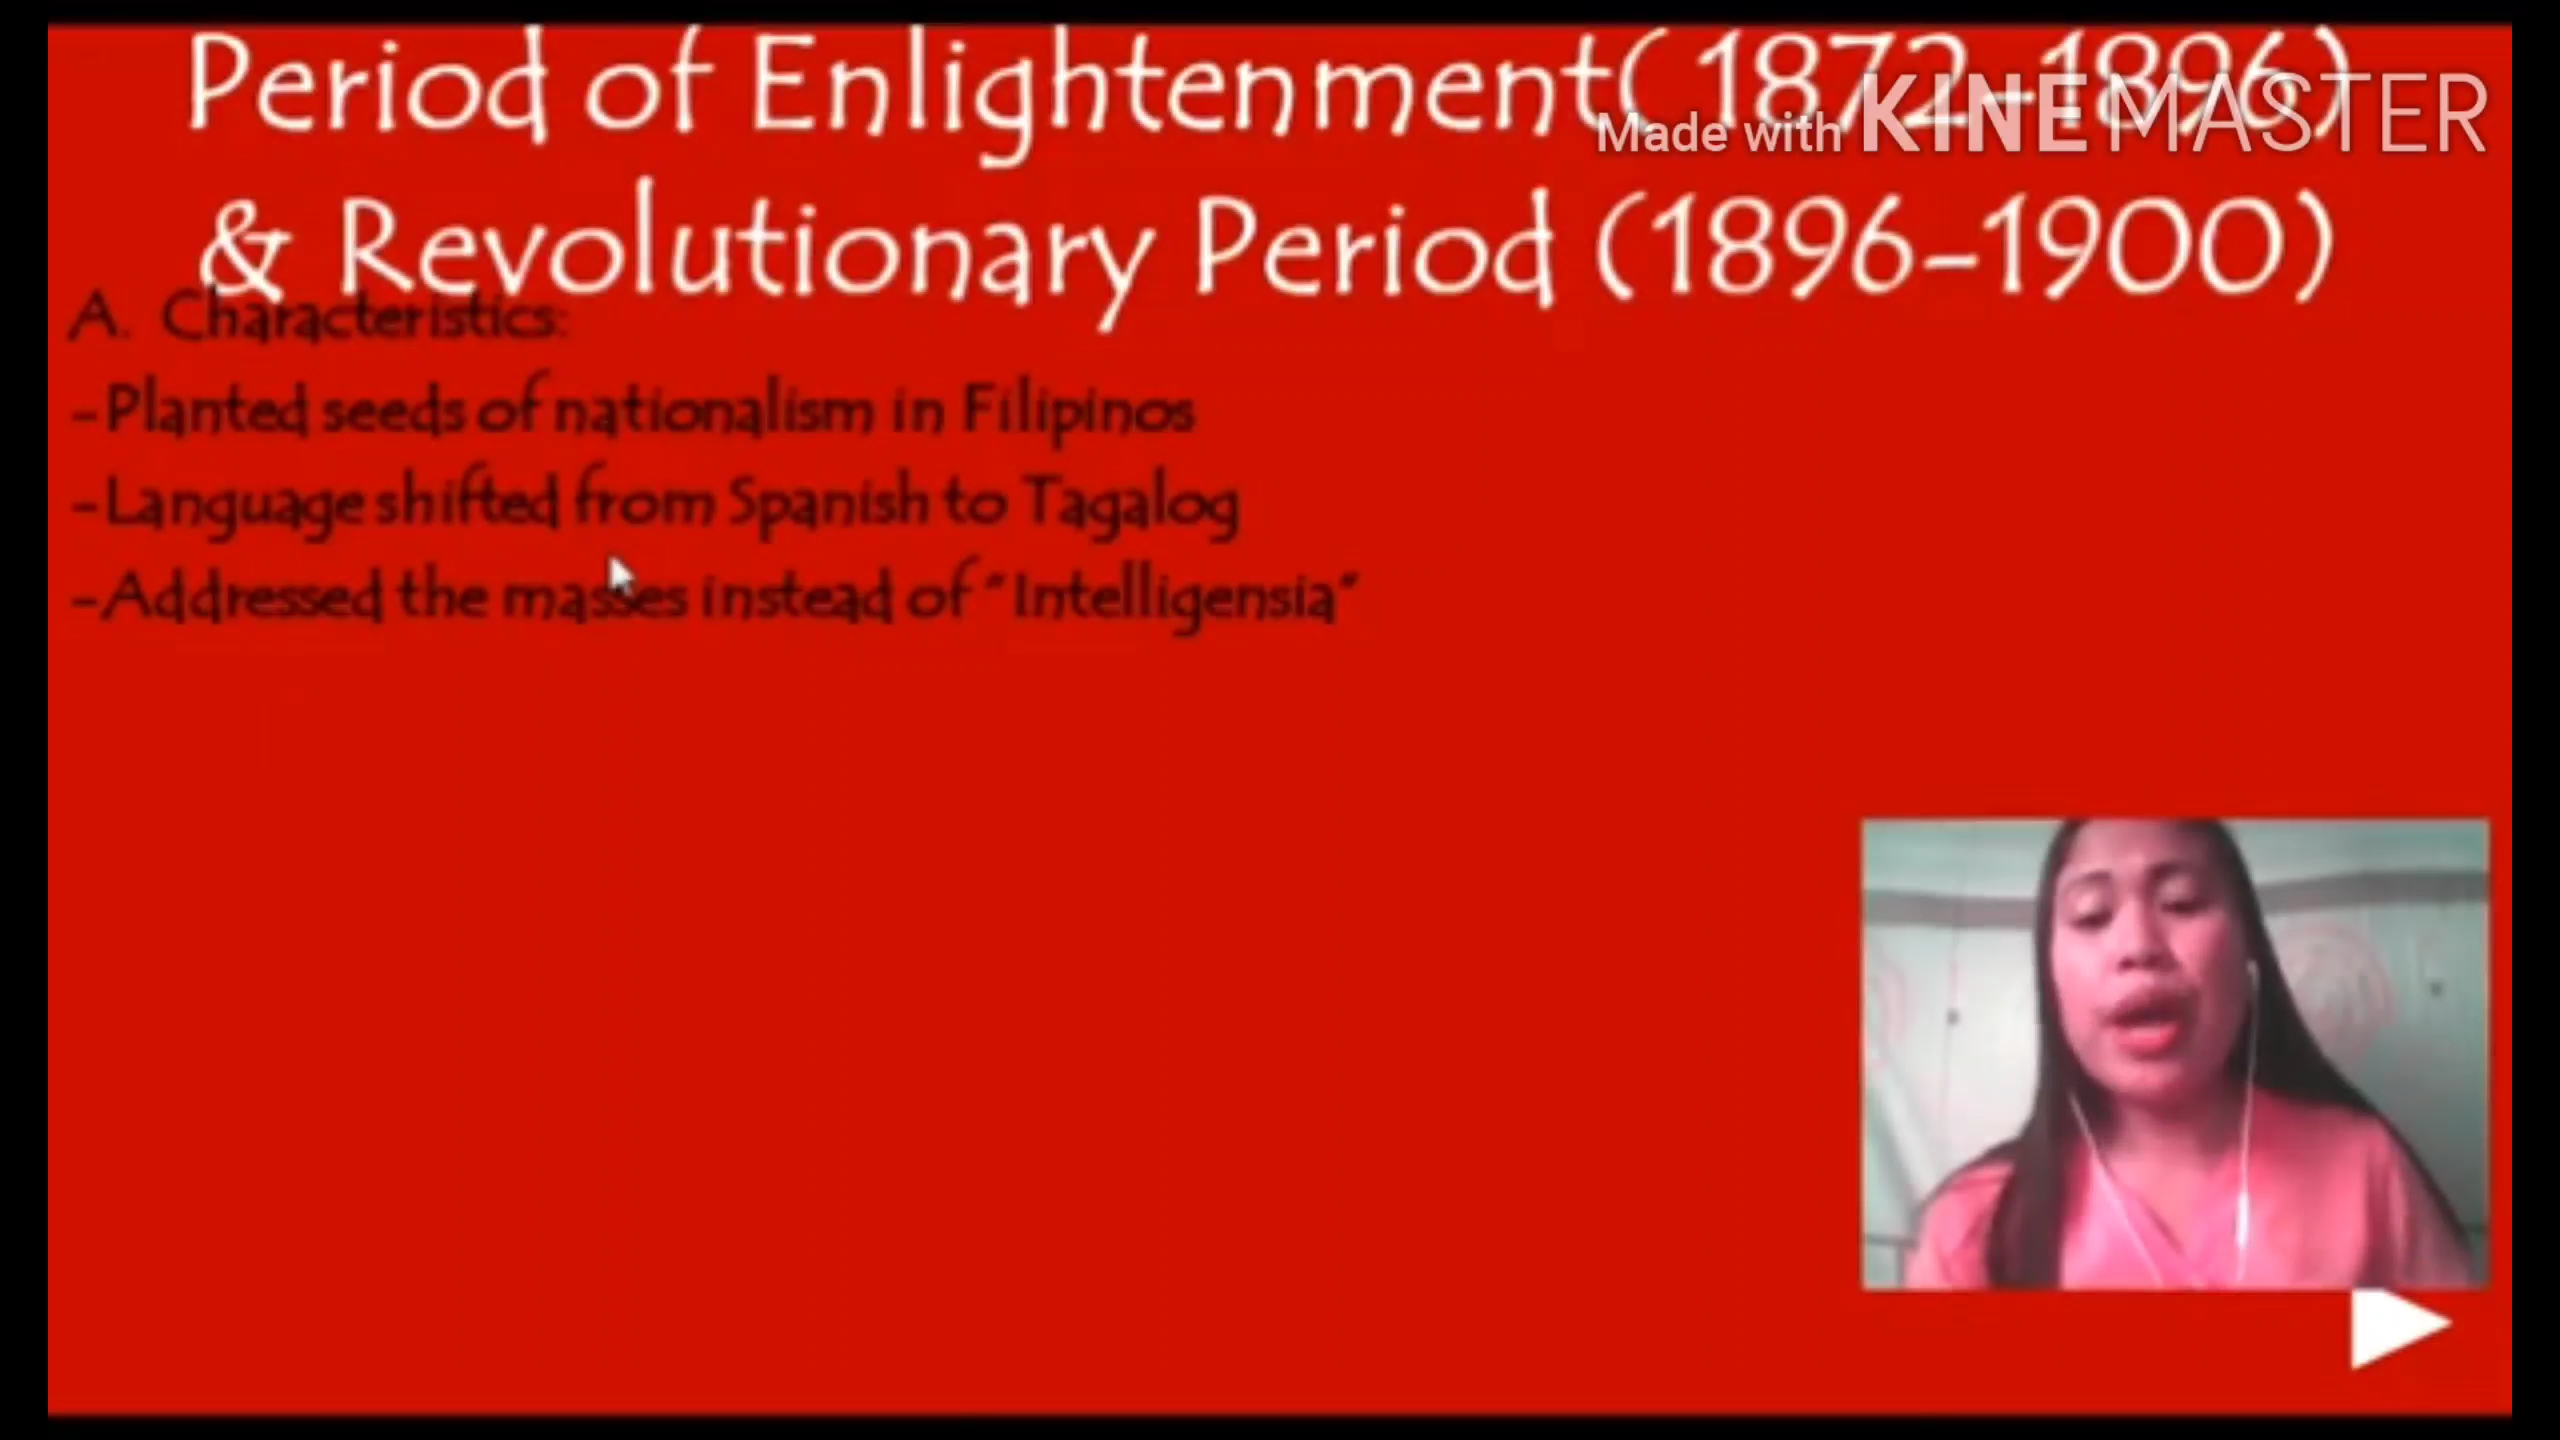 Period of Enlightenment( 1872-1896)
Made with KINEMASTER
& Revolutionary Period (1896-1900)
A. Characteristics:
-Planted seeds of nationalism in Filipinos
-Language shifted from Spanish to Tagalog
-Addressed the masses instead of "Intelligensia"